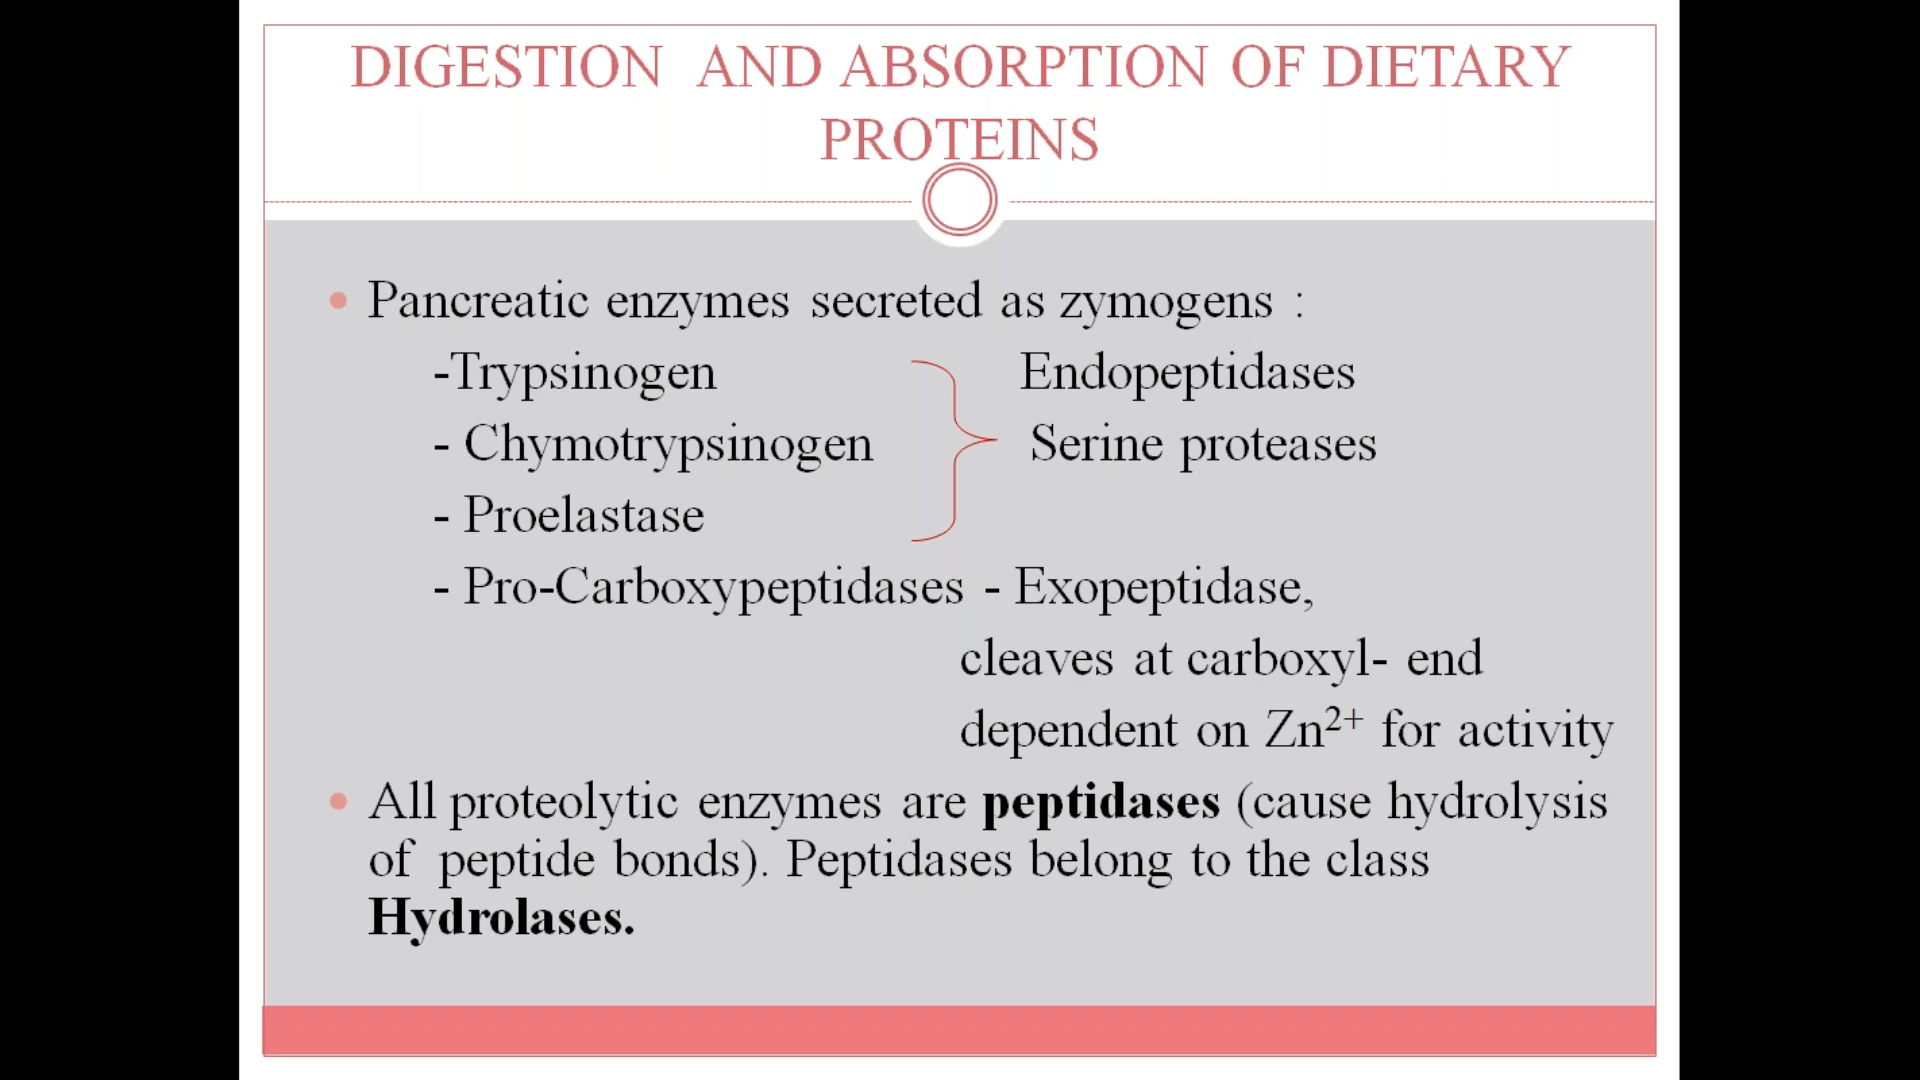 DIGESTION AND ABSORPTION OF DIETARY
PROTEINS
Pancreatic enzymes secreted as zymogens :
-Trypsinogen Endopeptidases
- Chymotrypsinogen Serine proteases
- Proelastase
- Pro-Carboxypeptidases - Exopeptidase,
cleaves at carboxyl- end
dependent on Zn²⁺ for activity
All proteolytic enzymes are peptidases (cause hydrolysis
of peptide bonds). Peptidases belong to the class
Hydrolases.